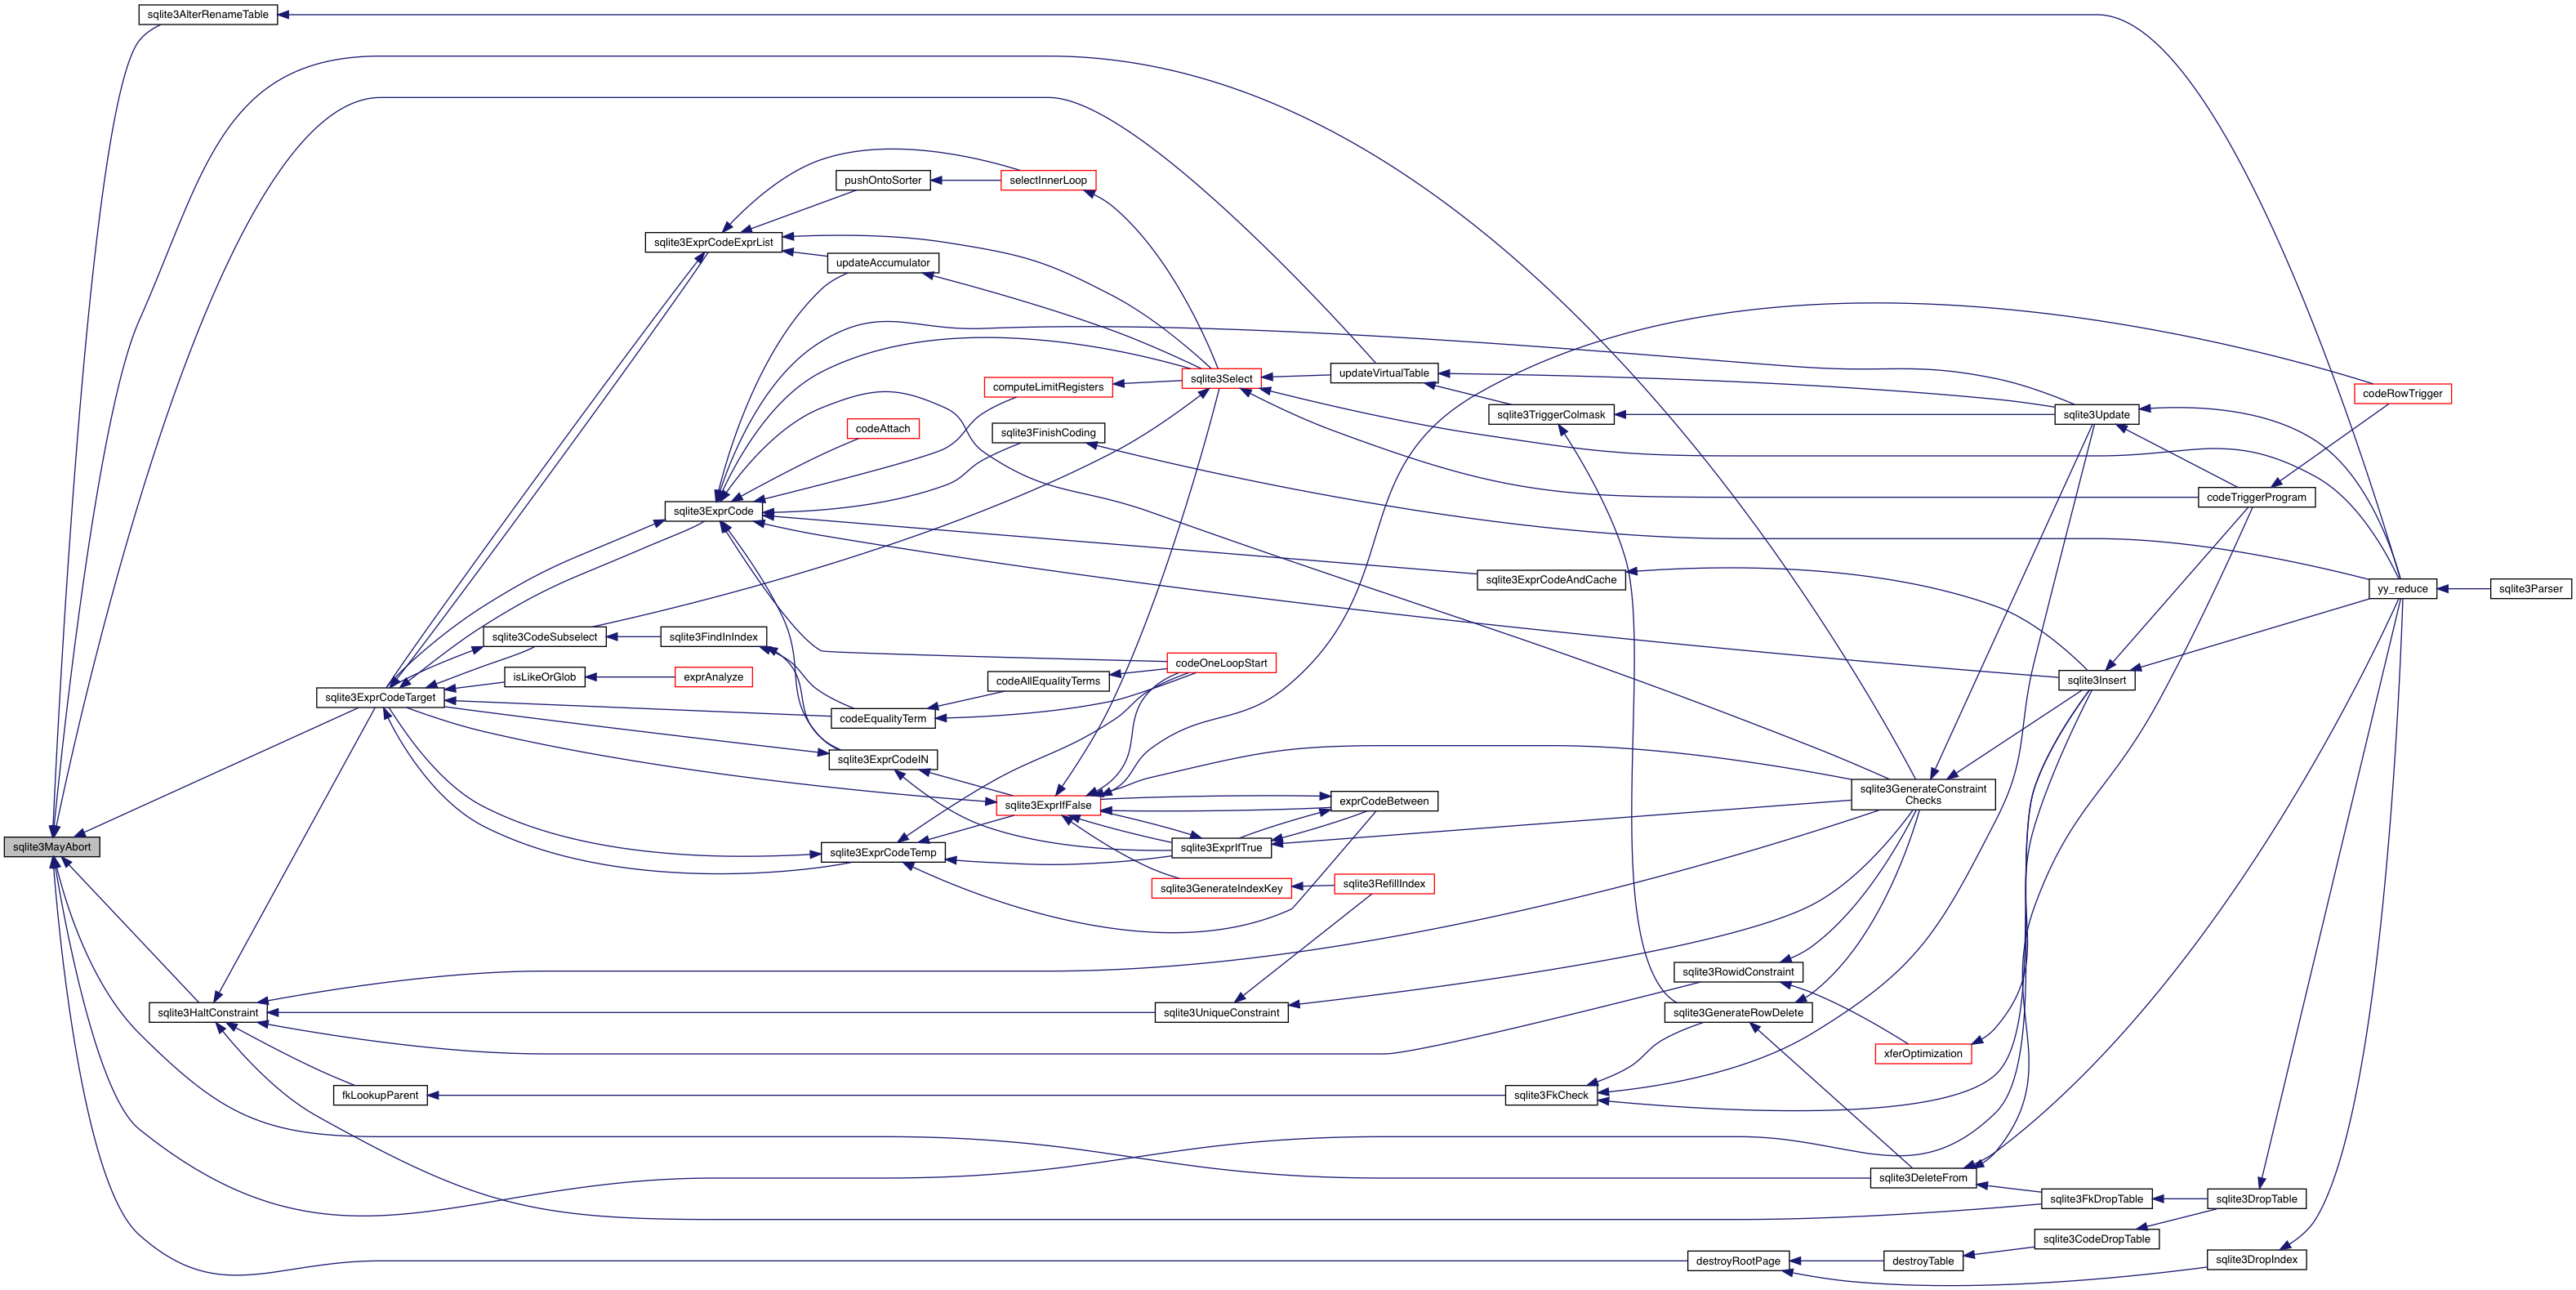 sqlite3AlterRenameTable
pushOntoSorter
selectInnerLoop
sqlite3ExprCodeExprList
updateAccumulator
updateVirtualTable
sqlite3Select
computeLimitRegisters
codeRowTrigger
sqlite3TriggerColmask
sqlite3Update
codeAttach
sqlite3FinishCoding
codeTriggerProgram
sqlite3ExprCode
sqlite3ExprCodeAndCache
yy_reduce
sqlite3Parser
sqlite3CodeSubselect
sqlite3FindInIndex
codeOneLoopStart
isLikeOrGlob
exprAnalyze
codeAllEqualityTerms
sqlite3Insert
sqlite3ExprCodeTarget
codeEqualityTerm
sqlite3ExprCodeIN
sqlite3GenerateConstraint
Checks
sqlite3ExprIfFalse
exprCodeBetween
sqlite3MayAbort
sqlite3ExprIfTrue
sqlite3ExprCodeTemp
sqlite3GenerateIndexKey
sqlite3RefillIndex
sqlite3RowidConstraint
sqlite3HaltConstraint
sqlite3UniqueConstraint
sqlite3GenerateRowDelete
xferOptimization
fkLookupParent
sqlite3FkCheck
sqlite3DeleteFrom
sqlite3FkDropTable
sqlite3DropTable
sqlite3CodeDropTable
destroyRootPage
destroyTable
sqlite3DropIndex